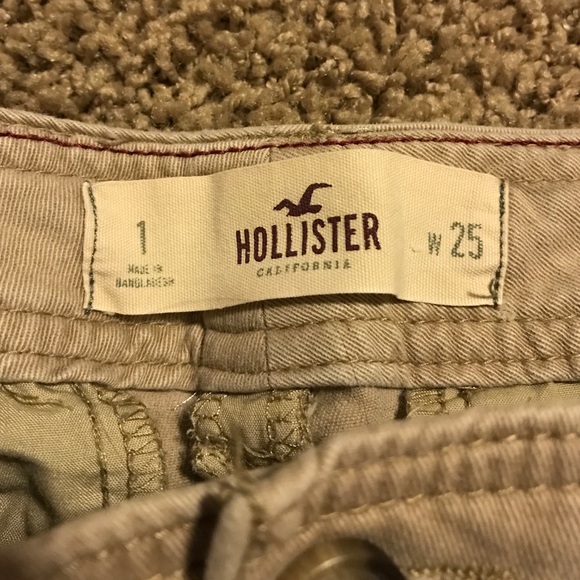 1
MADE IN
BANGLADESH
HOLLISTER
CALIFORNIA
W 25